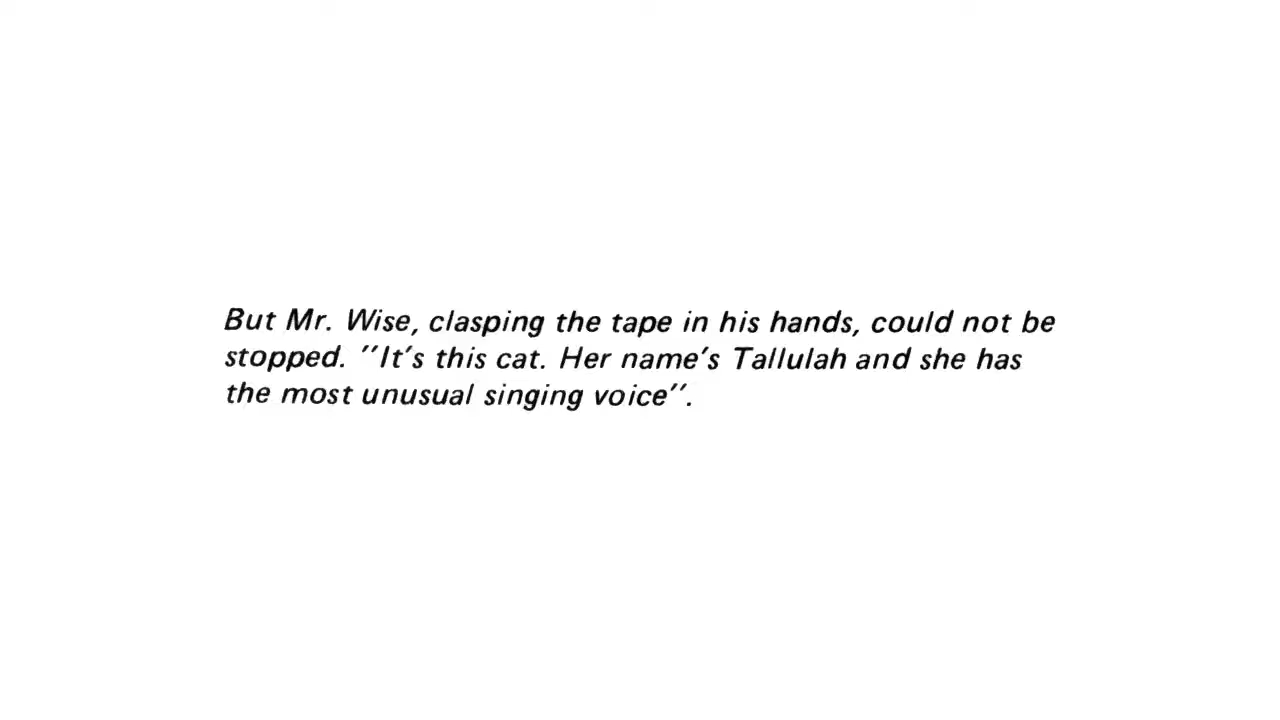 But Mr. Wise, clasping the tape in his hands, could not be
stopped. "It's this cat. Her name's Tallulah and she has
the most unusual singing voice".